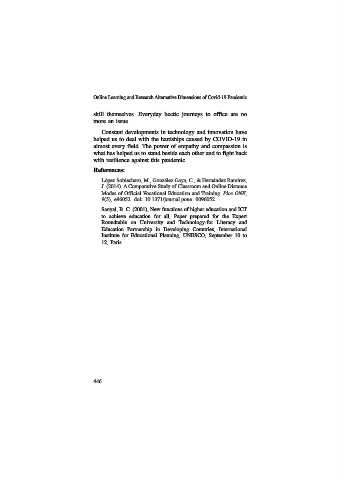 Online Learning and Research Alternative Dimensions of Covid-19 Pandemic
skill themselves. Everyday hectic journeys to office are no
more an issue.
Constant developments in technology and innovation have
helped us to deal with the hardships caused by COVID-19 in
almost every field. The power of empathy and compassion is
what has helped us to stand beside each other and to fight back
with resilience against this pandemic.
References:
López Soblechero, M., González Gaya, C., & Hernández Ramírez,
J. (2014). A Comparative Study of Classroom and Online Distance
Modes of Official Vocational Education and Training. Plos ONE,
9(5), e96052. doi: 10.1371/journal.pone. 0096052
Sanyal, B. C. (2001), New functions of higher education and ICT
to achieve education for all, Paper prepared for the Expert
Roundtable on University and Technology-for Literacy and
Education Partnership in Developing Countries, International
Institute for Educational Planning, UNESCO, September 10 to
12, Paris
446